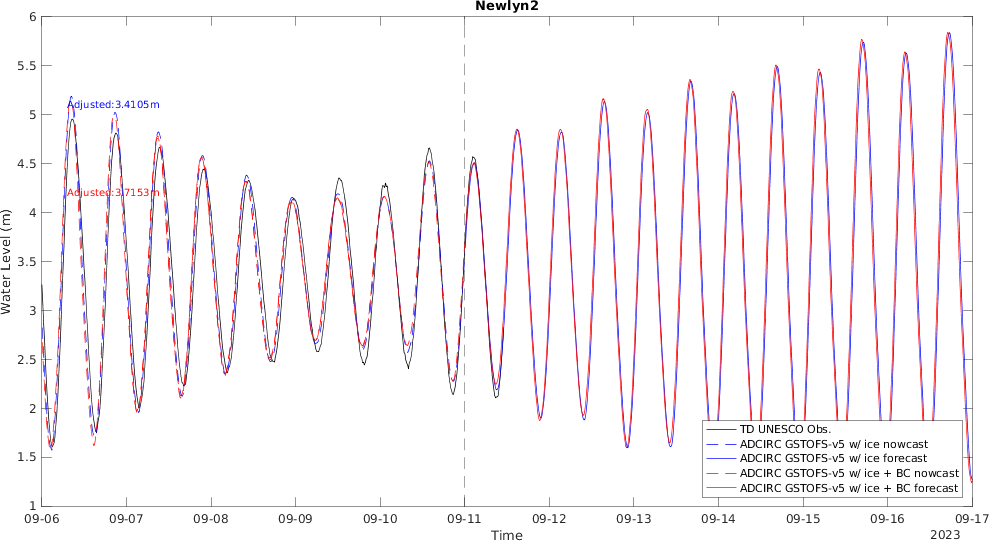 Newlyn2
6
5.5
5
4.5
4
3.5
3
2.5
2
1.5
1
Water Level (m)
Adjusted:3.4105m
Adjusted:3.7153m
TD UNESCO Obs.
ADCIRC GSTOFS-v5 w/ ice nowcast
ADCIRC GSTOFS-v5 w/ ice forecast
ADCIRC GSTOFS-v5 w/ ice + BC nowcast
ADCIRC GSTOFS-v5 w/ ice + BC forecast
09-06 09-07 09-08 09-09 09-10 09-11 09-12 09-13 09-14 09-15 09-16 09-17
Time
2023